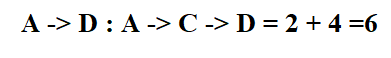 A -> D : A -> C -> D = 2 + 4 =6